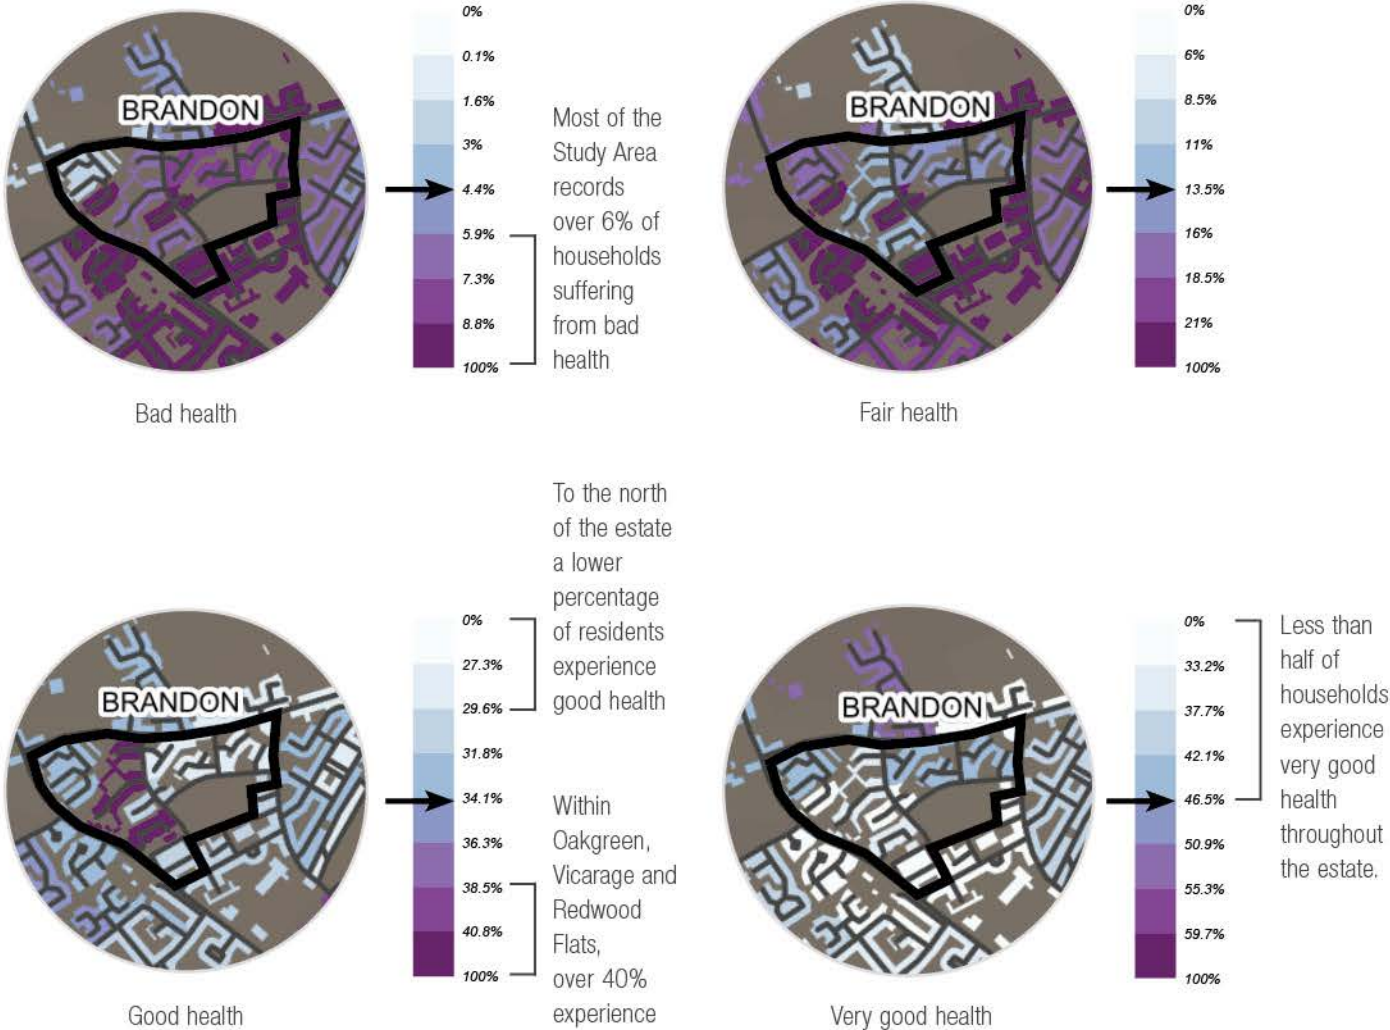 BRANDON
0%
0.1%
1.6%
3%
4.4%
5.9%
7.3%
8.8%
100%
Most of the
Study Area
records
over 6% of
households
suffering
from bad
health
Bad health
BRANDON
0%
6%
8.5%
11%
13.5%
16%
18.5%
21%
100%
Fair health
BRANDON
0%
27.3%
29.6%
31.8%
34.1%
36.3%
38.5%
40.8%
100%
To the north
of the estate
a lower
percentage
of residents
experience
good health
Within
Oakgreen,
Vicarage and
Redwood
Flats,
over 40%
experience
Good health
BRANDON
0%
33.2%
37.7%
42.1%
46.5%
50.9%
55.3%
59.7%
100%
Less than
half of
households
experience
very good
health
throughout
the estate.
Very good health